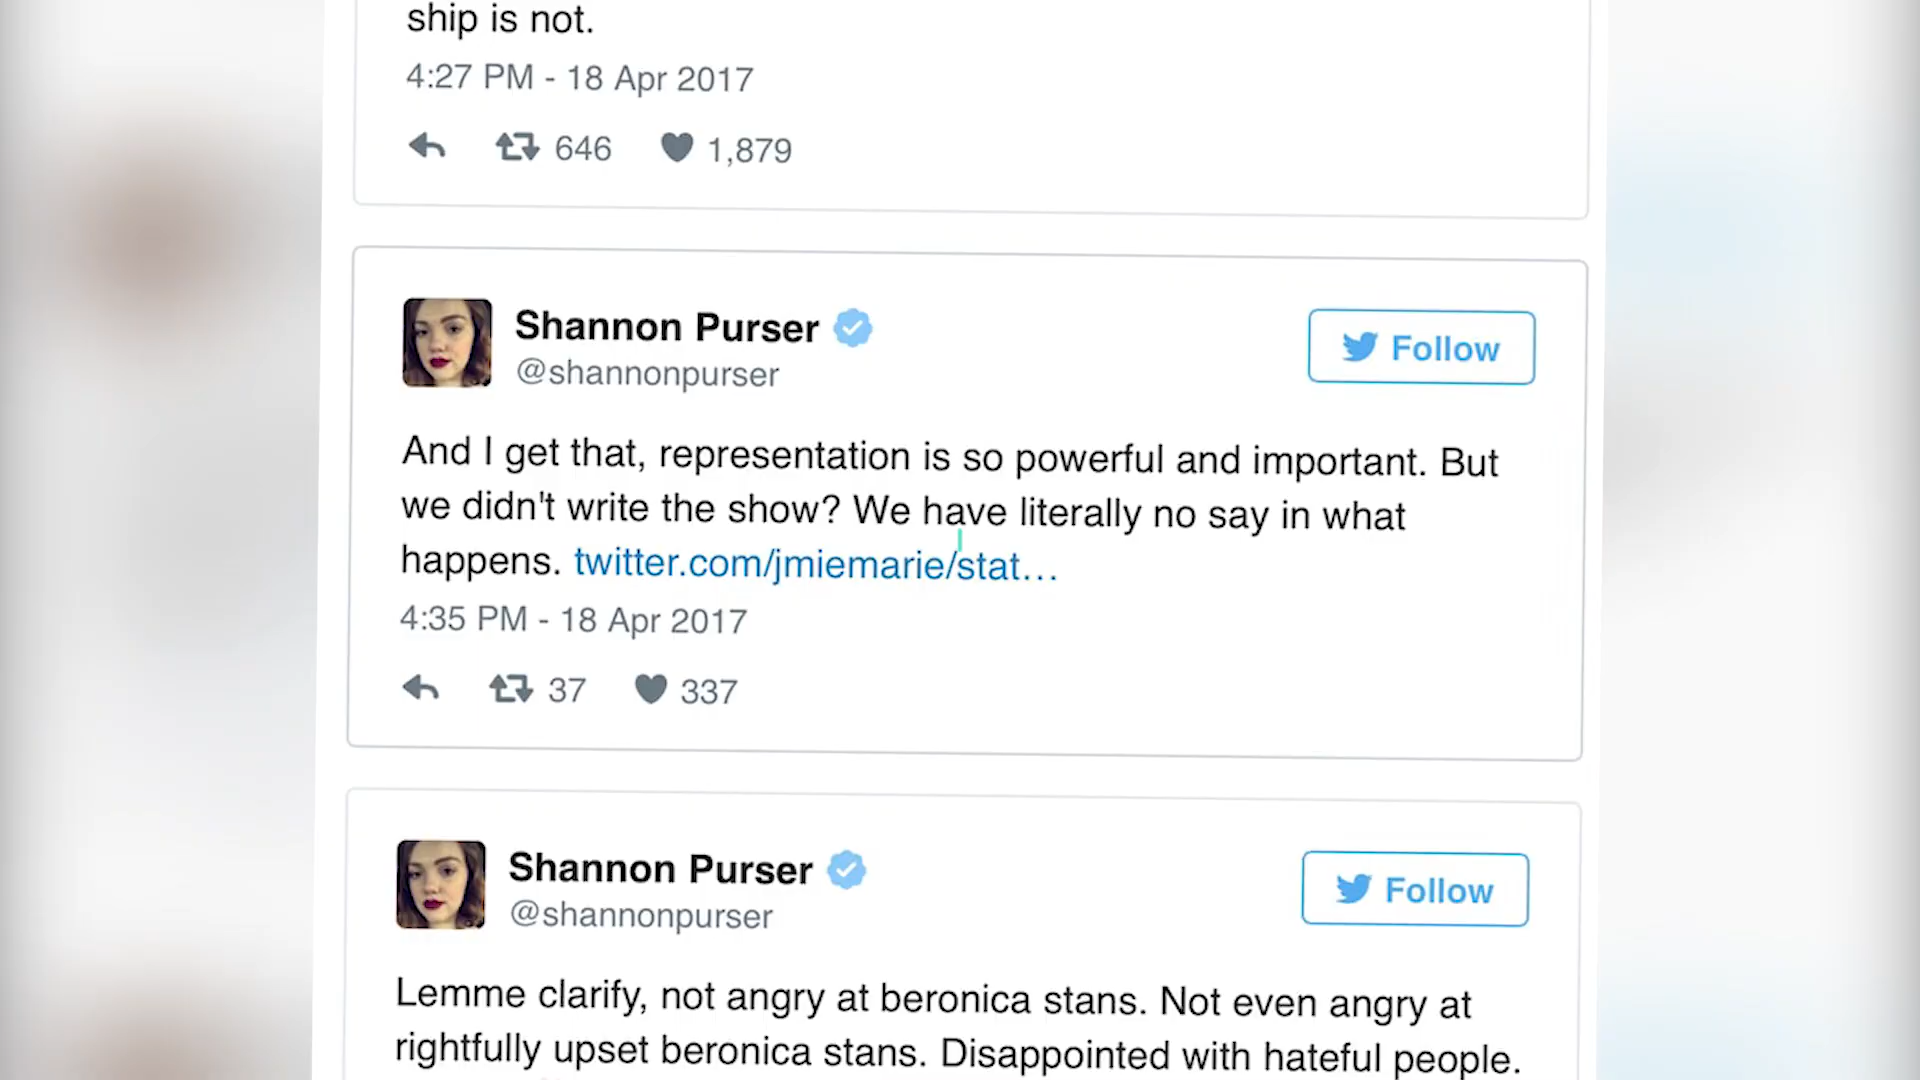 ship is not.
4:27 PM - 18 Apr 2017
646 1,879
Shannon Purser
@shannonpurser
Follow
And I get that, representation is so powerful and important. But
we didn't write the show? We have literally no say in what
happens. twitter.com/jmiemarie/stat…
4:35 PM - 18 Apr 2017
37 337
Shannon Purser
@shannonpurser
Follow
Lemme clarify, not angry at beronica stans. Not even angry at
rightfully upset beronica stans. Disappointed with hateful people.